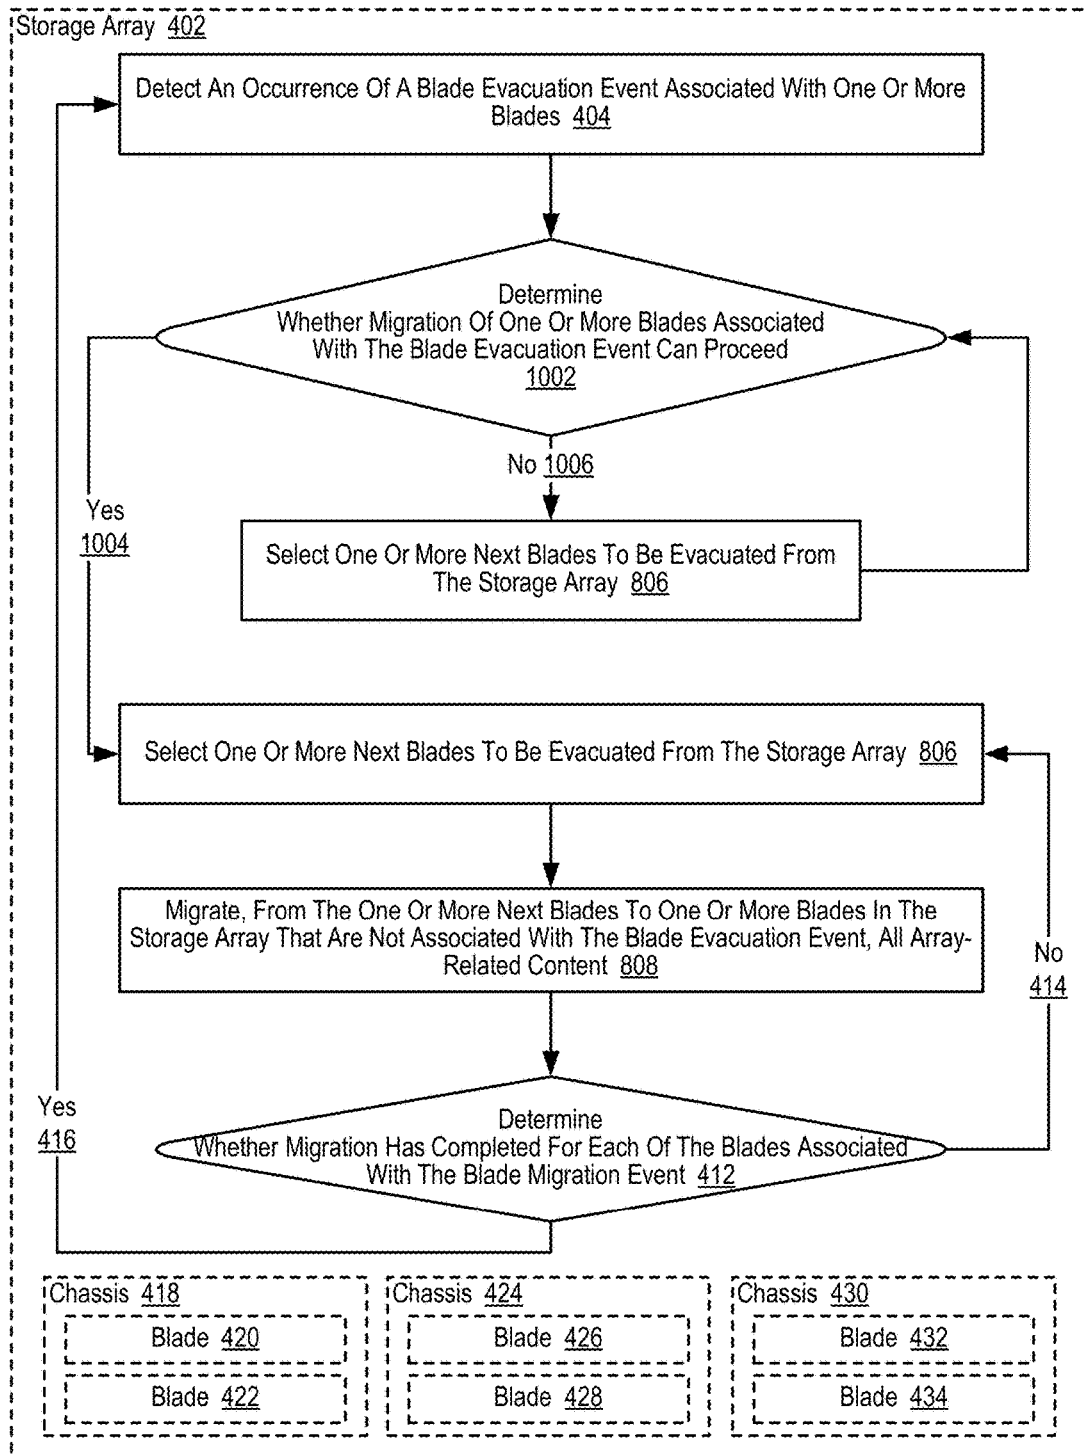 Storage Array 402
Detect An Occurrence Of A Blade Evacuation Event Associated With One Or More
Blades 404
Determine
Whether Migration Of One Or More Blades Associated
With The Blade Evacuation Event Can Proceed
1002
No 1006
Yes
1004
Select One Or More Next Blades To Be Evacuated From
The Storage Array 806
Select One Or More Next Blades To Be Evacuated From The Storage Array 806
Migrate, From The One Or More Next Blades To One Or More Blades In The
Storage Array That Are Not Associated With The Blade Evacuation Event, All Array-
Related Content 808
No
414
Yes
416
Determine
Whether Migration Has Completed For Each Of The Blades Associated
With The Blade Migration Event 412
Chassis 418
Blade 420
Blade 422
Chassis 424
Blade 426
Blade 428
Chassis 430
Blade 432
Blade 434